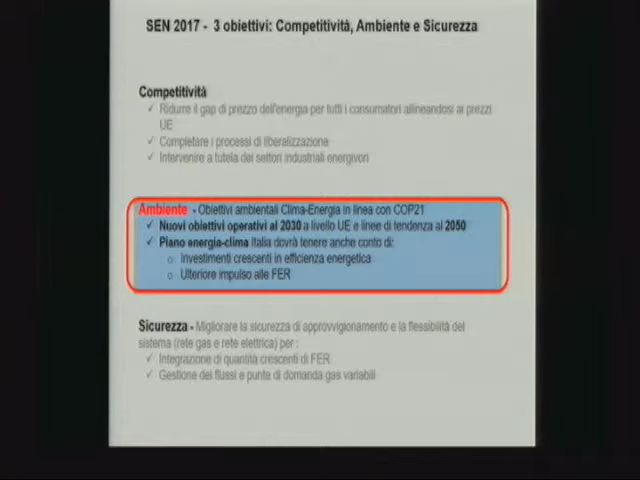 SEN 2017 - 3 obiettivi: Competitività, Ambiente e Sicurezza
Competitività
✓ Ridurre il gap di prezzo dell'energia per tutti i consumatori allineandosi ai prezzi
UE
✓ Completare i processi di liberalizzazione
✓ Intervenire a tutela dei settori industriali energivori
Ambiente - Obiettivi ambientali Clima-Energia in linea con COP21
✓ Nuovi obiettivi operativi al 2030 a livello UE e linee di tendenza al 2050
✓ Piano energia-clima Italia dovrà tenere anche conto di:
o Investimenti crescenti in efficienza energetica
o Ulteriore impulso alle FER
Sicurezza - Migliorare la sicurezza di approvvigionamento e la flessibilità del
sistema (rete gas e rete elettrica) per :
✓ Integrazione di quantità crescenti di FER
✓ Gestione dei flussi e punte di domanda gas variabili